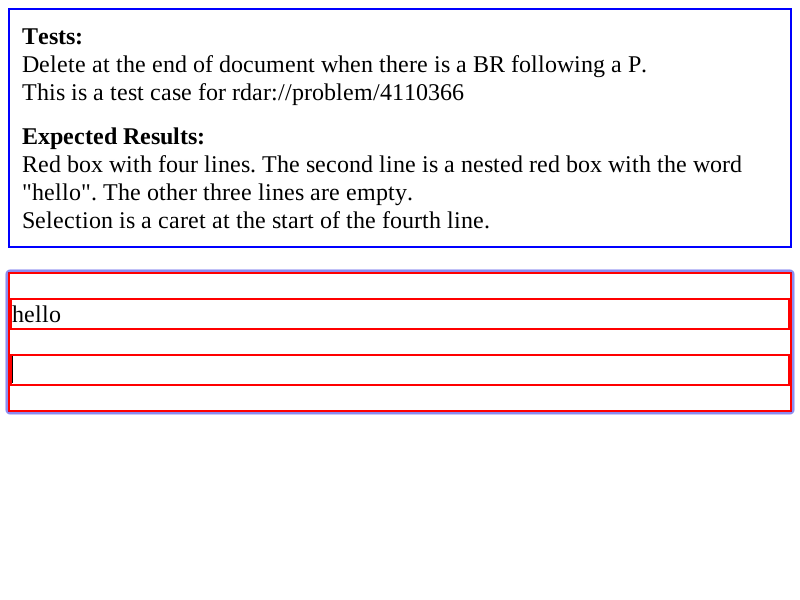 Tests:
Delete at the end of document when there is a BR following a P.
This is a test case for rdar://problem/4110366
Expected Results:
Red box with four lines. The second line is a nested red box with the word
"hello". The other three lines are empty.
Selection is a caret at the start of the fourth line.
hello